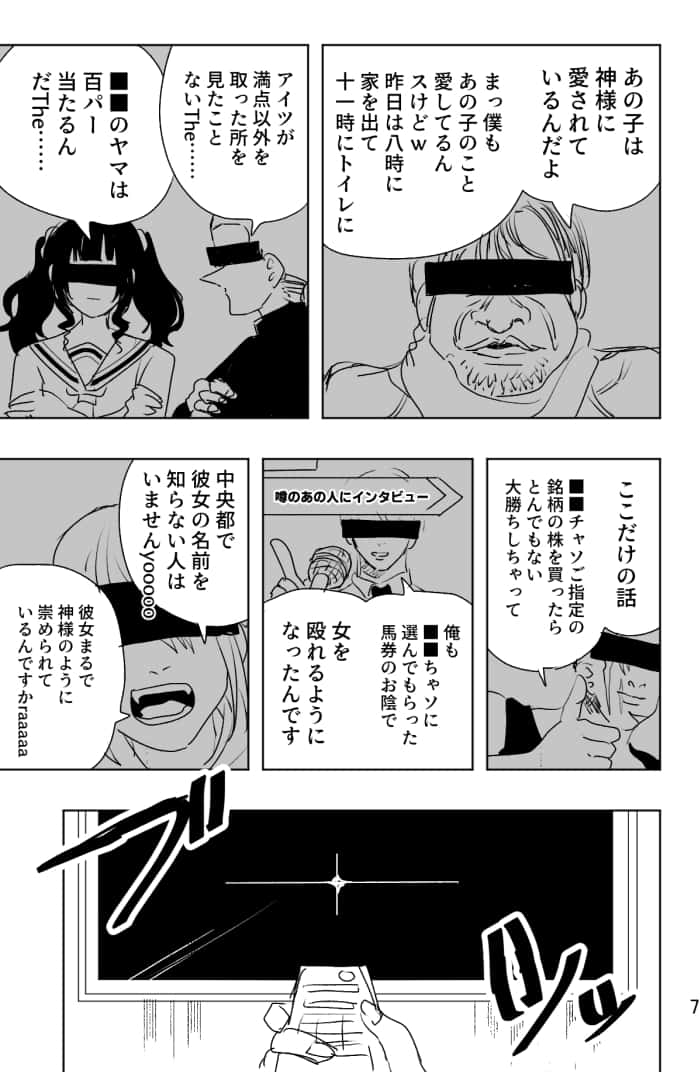 あの子は
神様に
愛されて
いるんだよ
まっ僕も
あの子のこと
愛してるん
スけどw
昨日は八時に
家を出て
十一時にトイレに
アイツが
満点以外を
取った所を
見たこと
ないThe……
■■のヤマは
百パー
当たるん
だThe……
ここだけの話
■■チャソご指定の
銘柄の株を買ったら
とんでもない
大勝ちしちゃって
噂のあの人にインタビュー
俺も
■■ちゃソに
選んでもらった
馬券のお陰で
女を
殴れるように
なったんです
中央都で
彼女の名前を
知らない人は
いませんyooooo
彼女まるで
神様のように
崇められて
いるんですかraaaaa
ブツッ
7